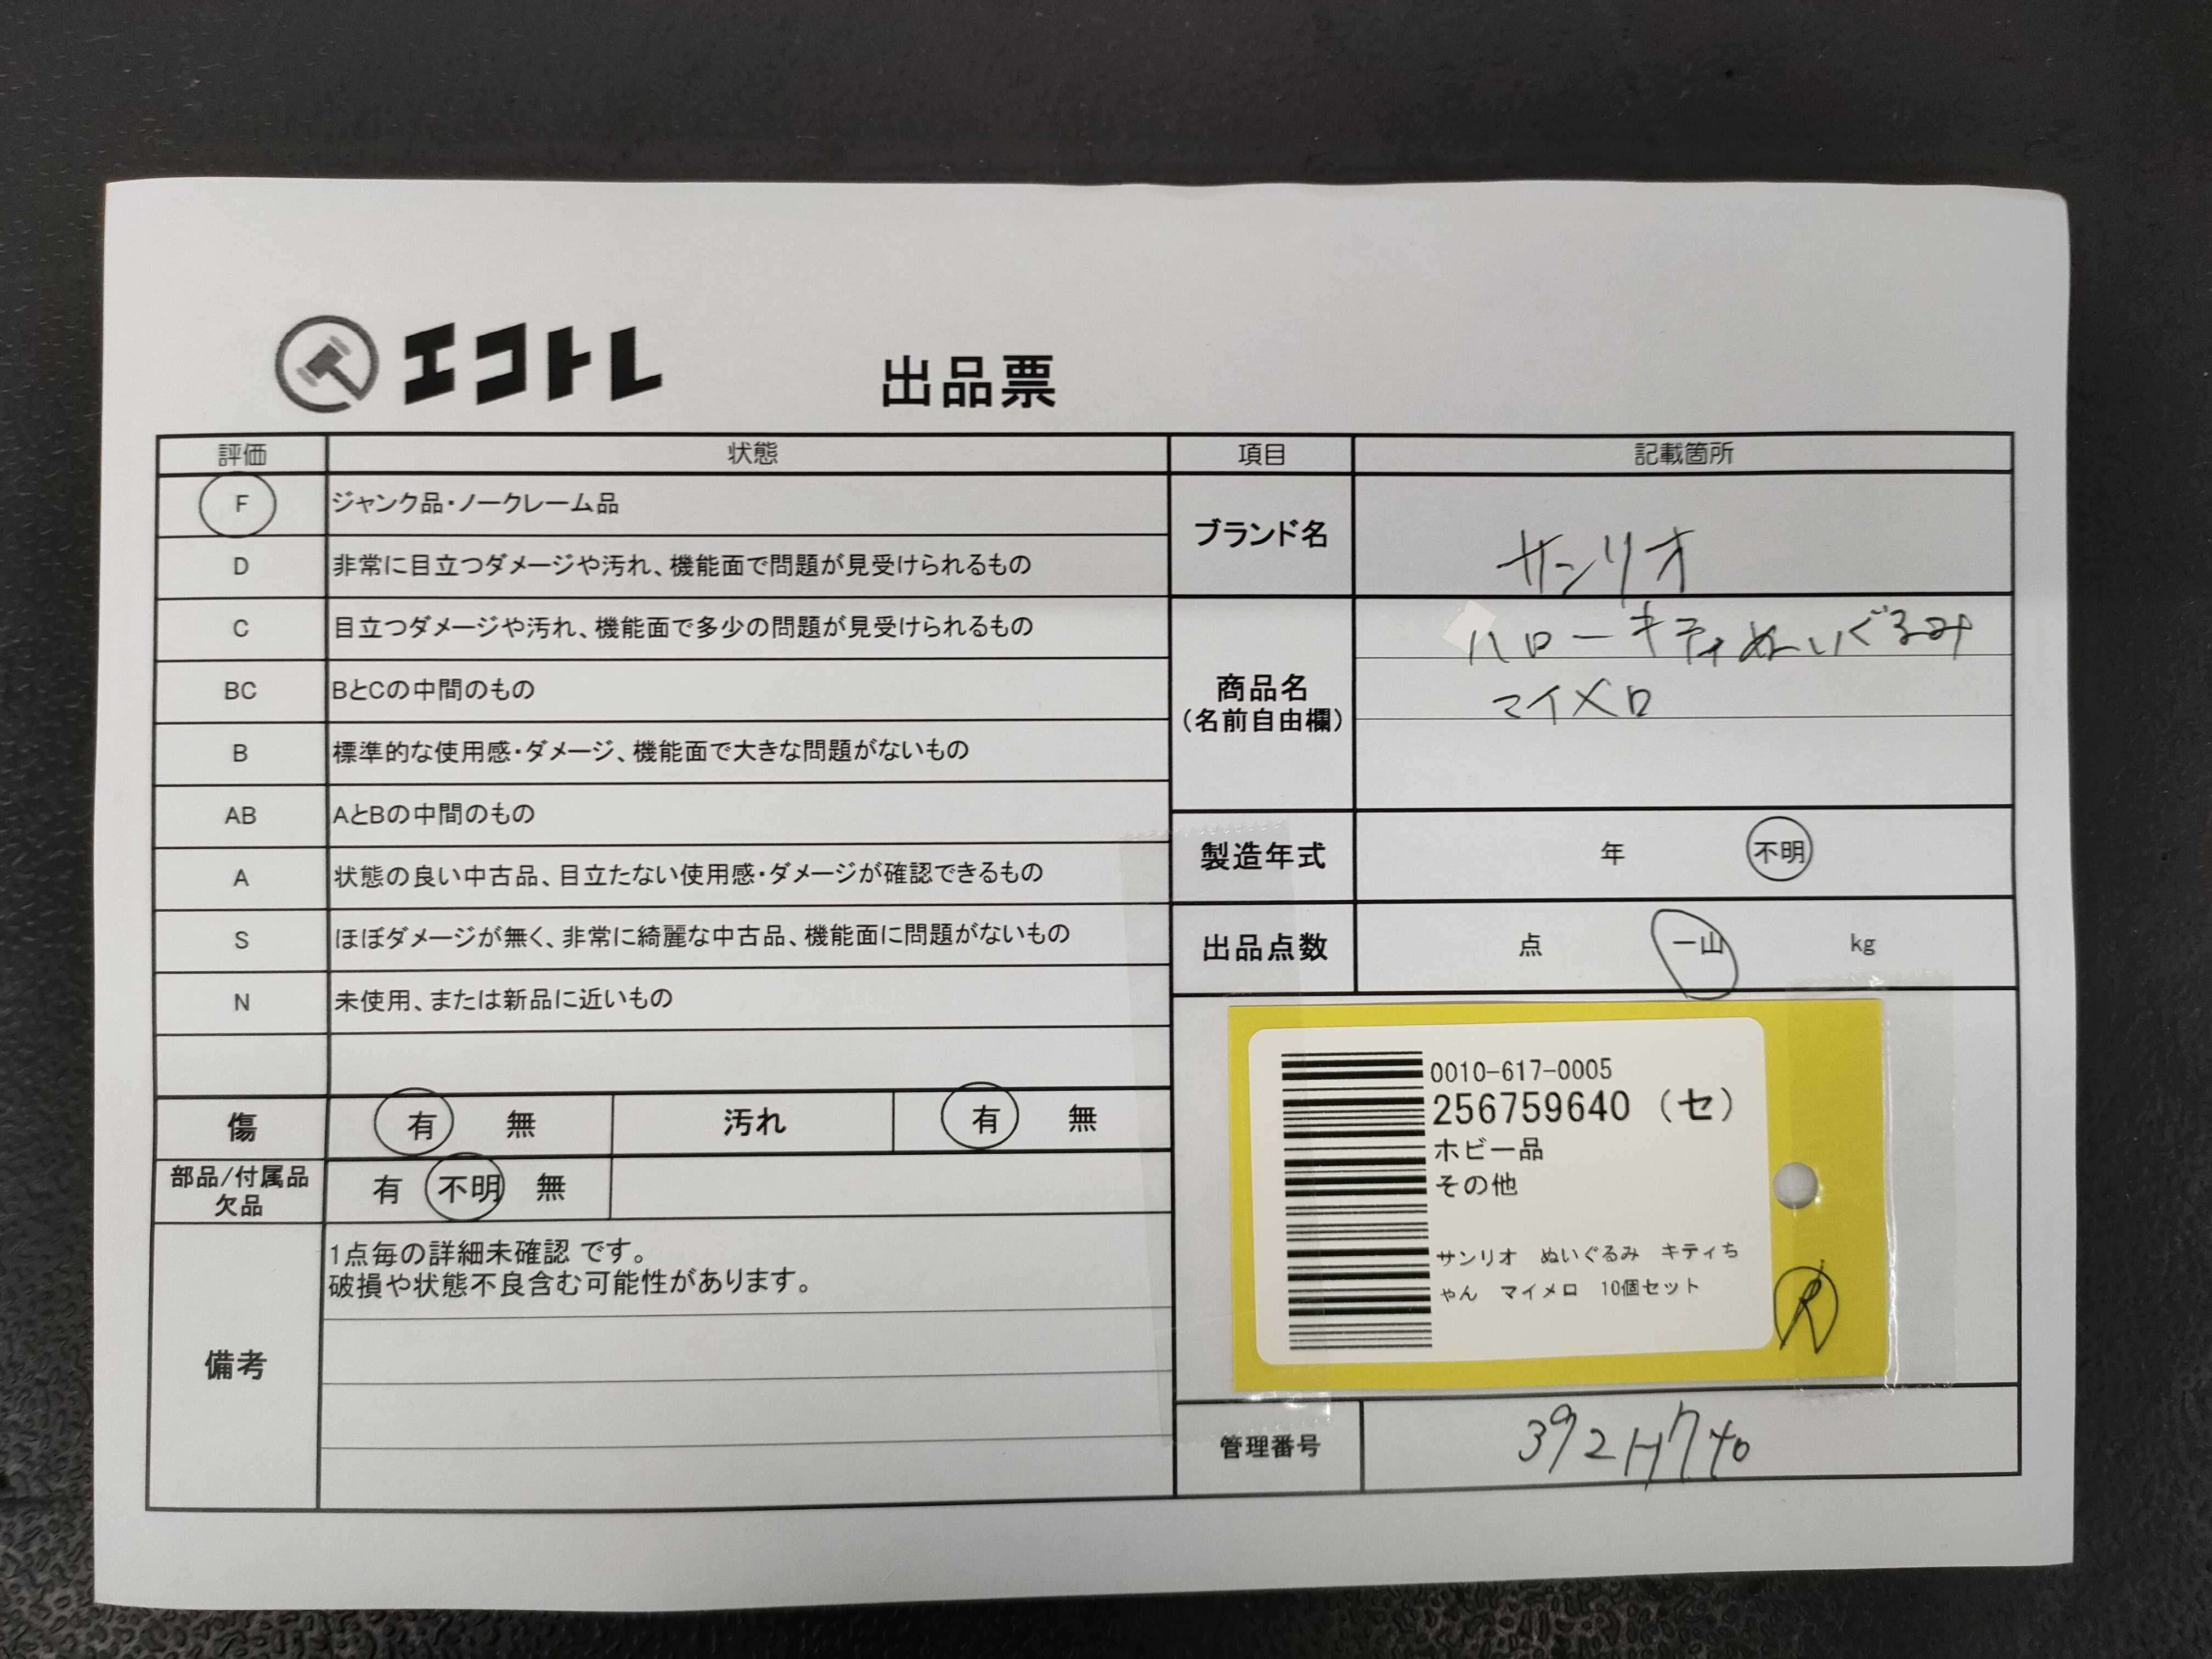 エコトレ 出品票
評価 状態
F ジャンク品・ノークレーム品
D 非常に目立つダメージや汚れ、機能面で問題が見受けられるもの
C 目立つダメージや汚れ、機能面で多少の問題が見受けられるもの
BC BとCの中間のもの
B 標準的な使用感・ダメージ、機能面で大きな問題がないもの
AB AとBの中間のもの
A 状態の良い中古品、目立たない使用感・ダメージが確認できるもの
S ほぼダメージが無く、非常に綺麗な中古品、機能面に問題がないもの
N 未使用、または新品に近いもの
傷 有 無 汚れ 有 無
部品/付属品
欠品 有 不明 無
備考
1点毎の詳細未確認 です。
破損や状態不良含む可能性があります。
項目 記載箇所
ブランド名 サンリオ
商品名
(名前自由欄)
ハローキティぬいぐるみ
マイメロ
製造年式 年 不明
出品点数 点 一山 kg
0010-617-0005
256759640 (セ)
ホビー品
その他
サンリオ ぬいぐるみ キティち
ゃん マイメロ 10個セット
R
管理番号 392H7140